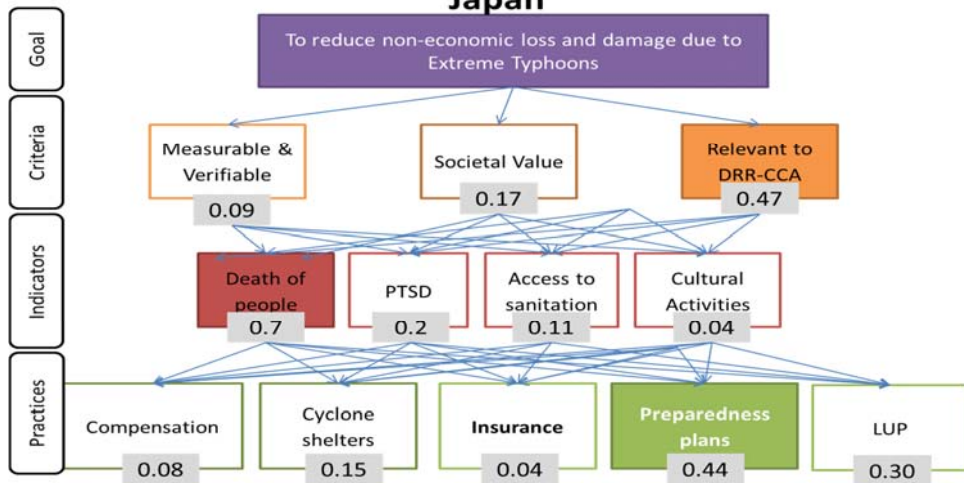 Japan
Goal
To reduce non-economic loss and damage due to
Extreme Typhoons
Criteria
Measurable &
Verifiable
0.09
Societal Value
0.17
Relevant to
DRR-CCA
0.47
Indicators
Death of
people
0.7
PTSD
0.2
Access to
sanitation
0.11
Cultural
Activities
0.04
Practices
Compensation
0.08
Cyclone
shelters
0.15
Insurance
0.04
Preparedness
plans
0.44
LUP
0.30